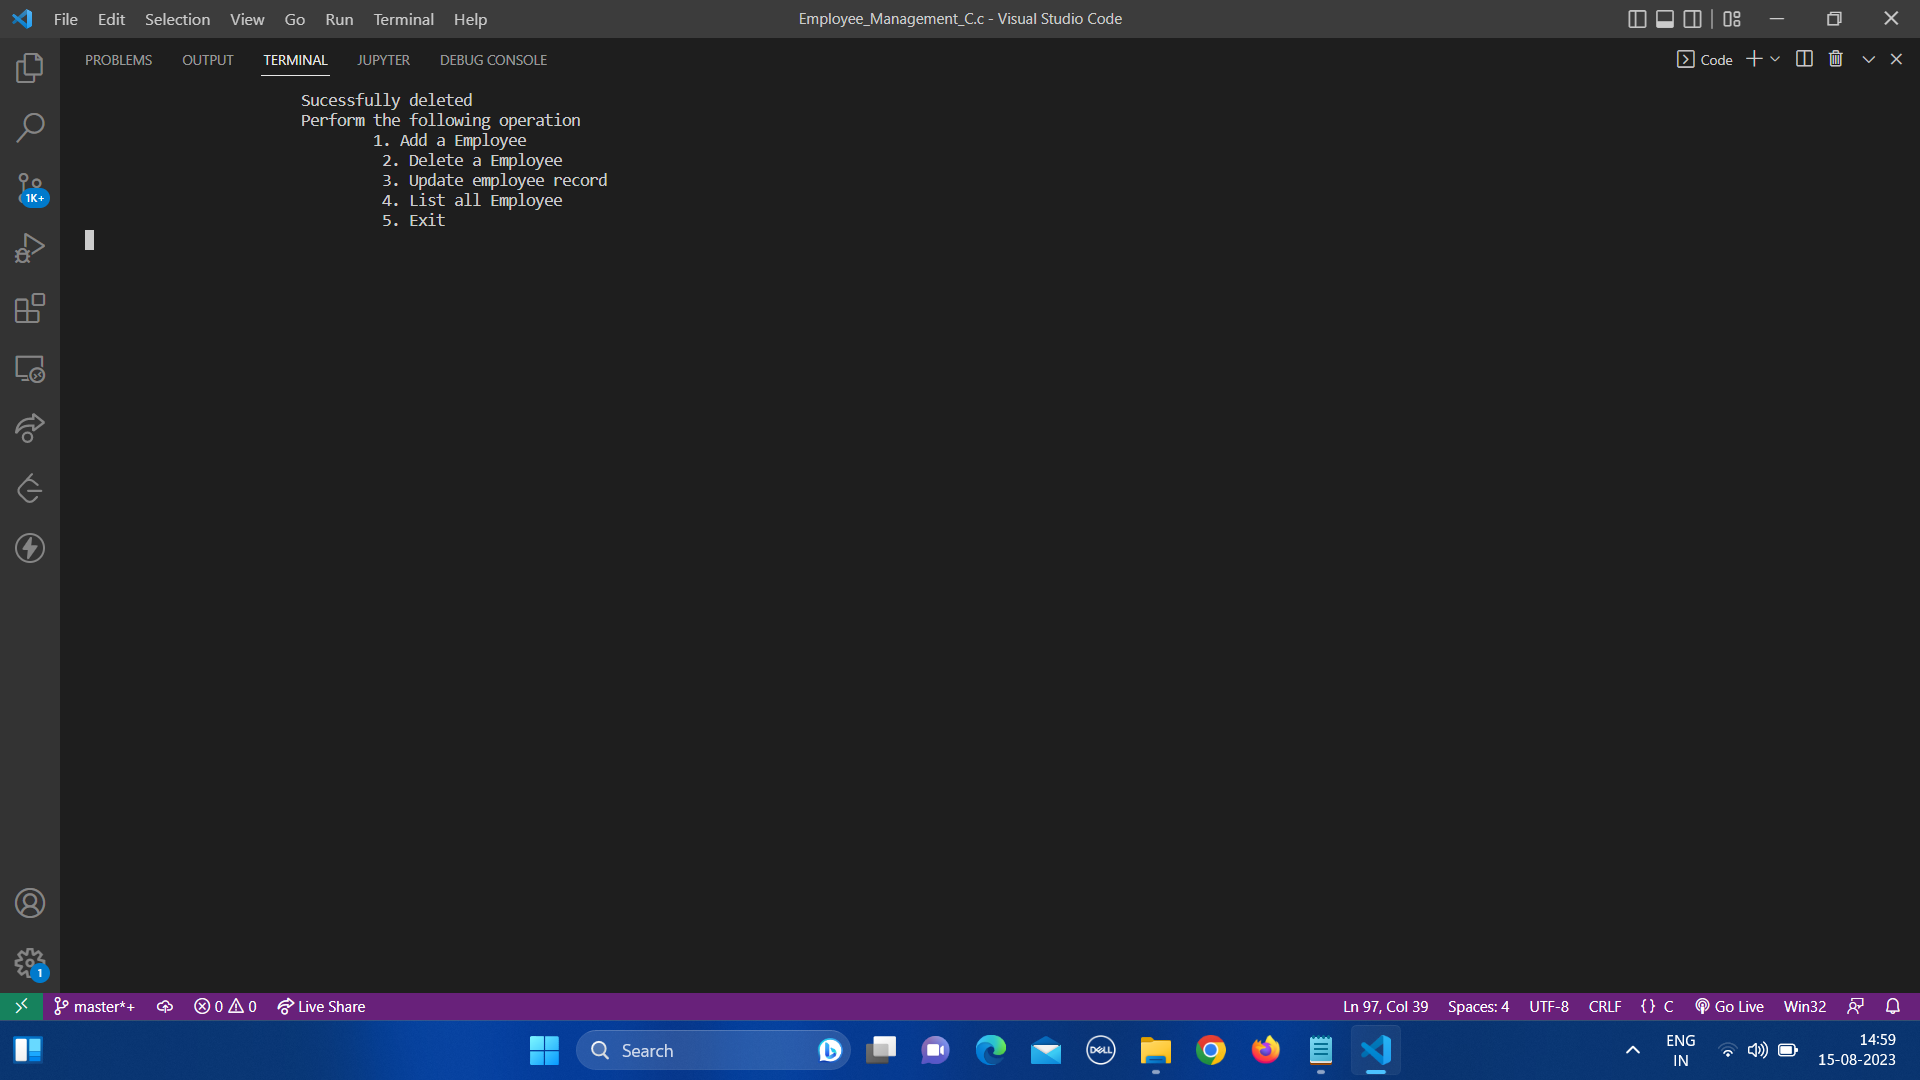 File Edit Selection View Go Run Terminal Help
Employee_Management_C.c - Visual Studio Code
PROBLEMS OUTPUT TERMINAL JUPYTER DEBUG CONSOLE
Code
Sucessfully deleted
Perform the following operation
1. Add a Employee
2. Delete a Employee
3. Update employee record
4. List all Employee
5. Exit
1K+
1
master*+ 0 0 Live Share
Ln 97, Col 39 Spaces: 4 UTF-8 CRLF {} C Go Live Win32
Search
DELL
ENG
IN
14:59
15-08-2023